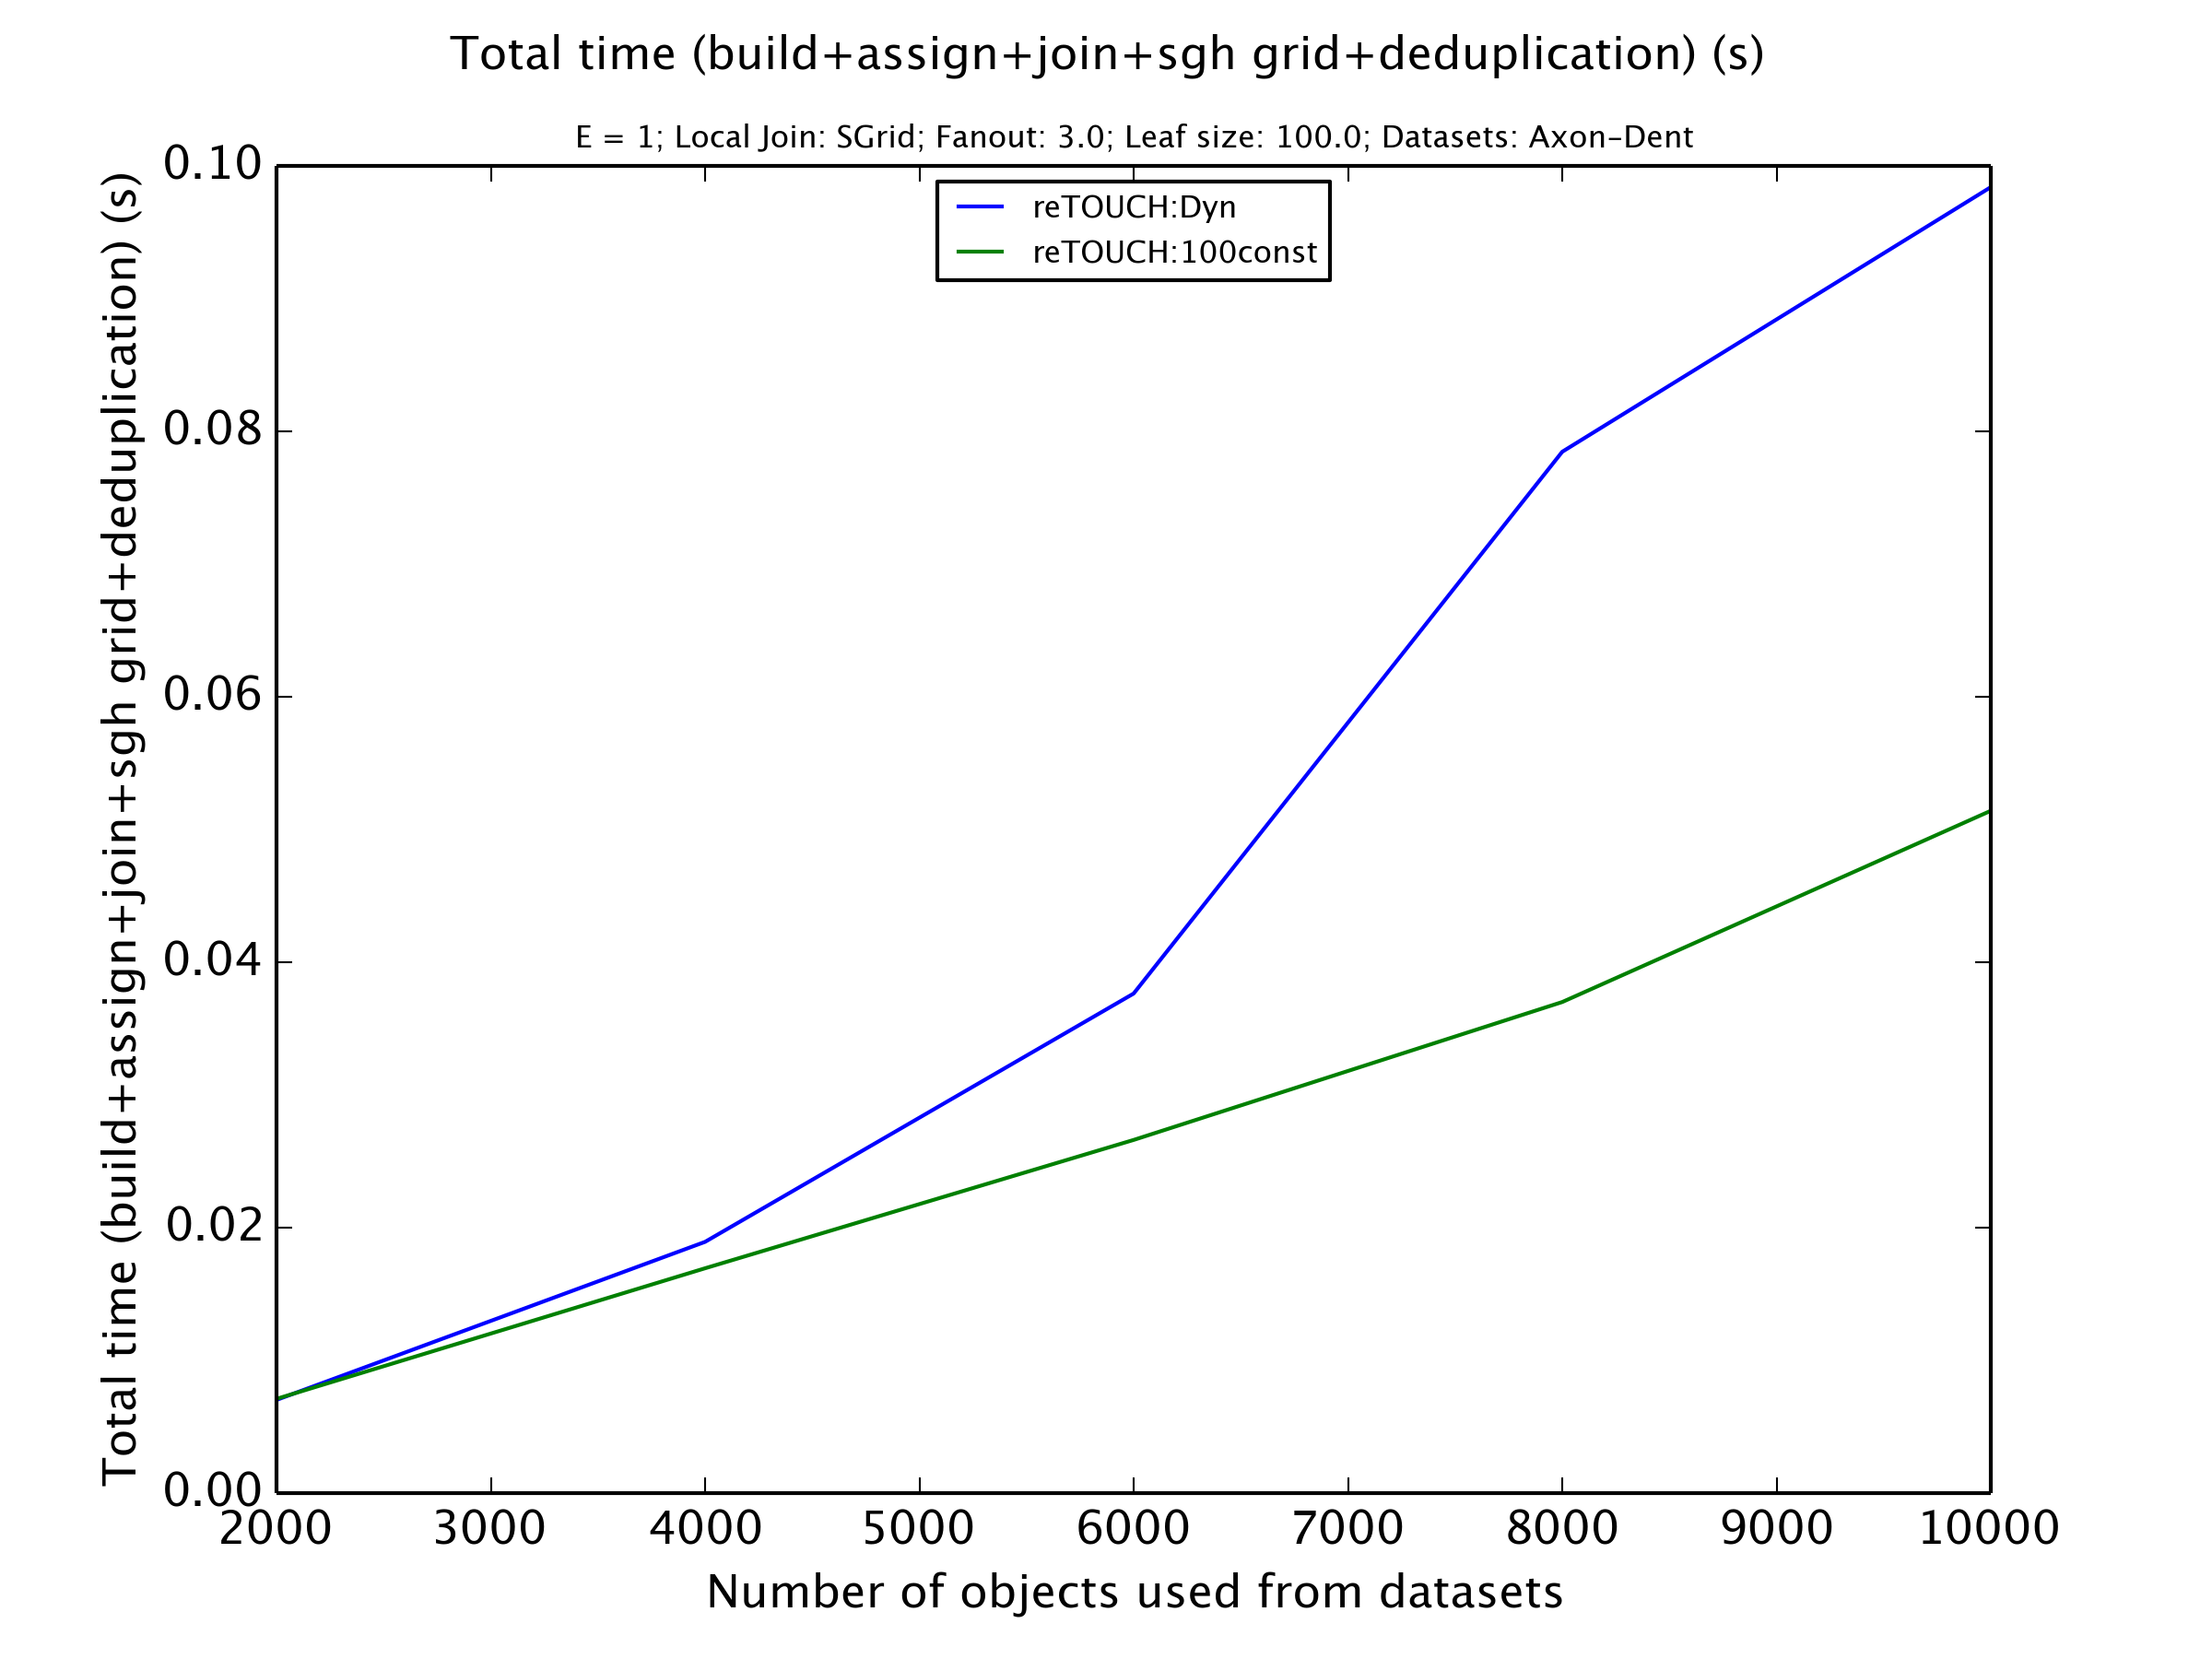 Total time (build+assign+join+sgh grid+deduplication) (s)
E = 1; Local Join: SGrid; Fanout: 3.0; Leaf size: 100.0; Datasets: Axon-Dent
reTOUCH:Dyn
reTOUCH:100const
Total time (build+assign+join+sgh grid+deduplication) (s)
0.10
0.08
0.06
0.04
0.02
0.00
2000 3000 4000 5000 6000 7000 8000 9000 10000
Number of objects used from datasets